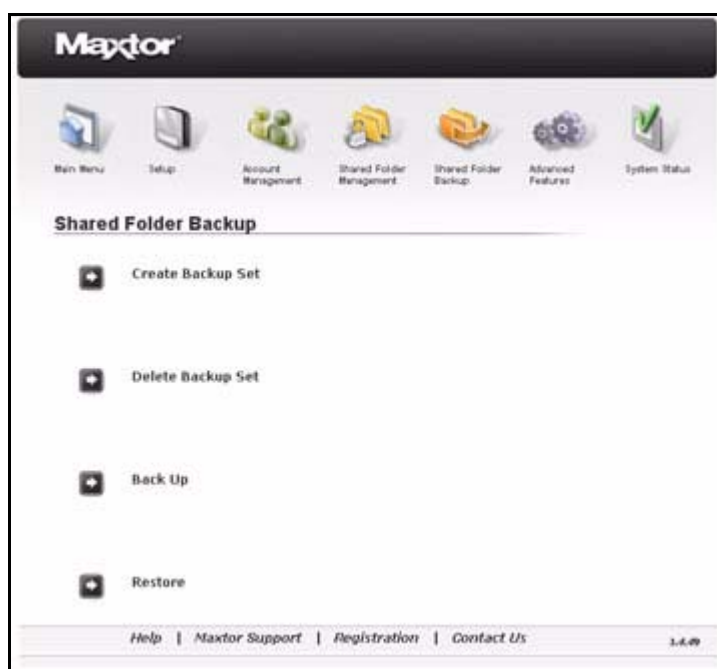 Maxtor
Main Menu
Setup
Account Management
Shared Folder Management
Shared Folder Backup
Advanced Features
System Status
Shared Folder Backup
Create Backup Set
Delete Backup Set
Back Up
Restore
Help | Maxtor Support | Registration | Contact Us